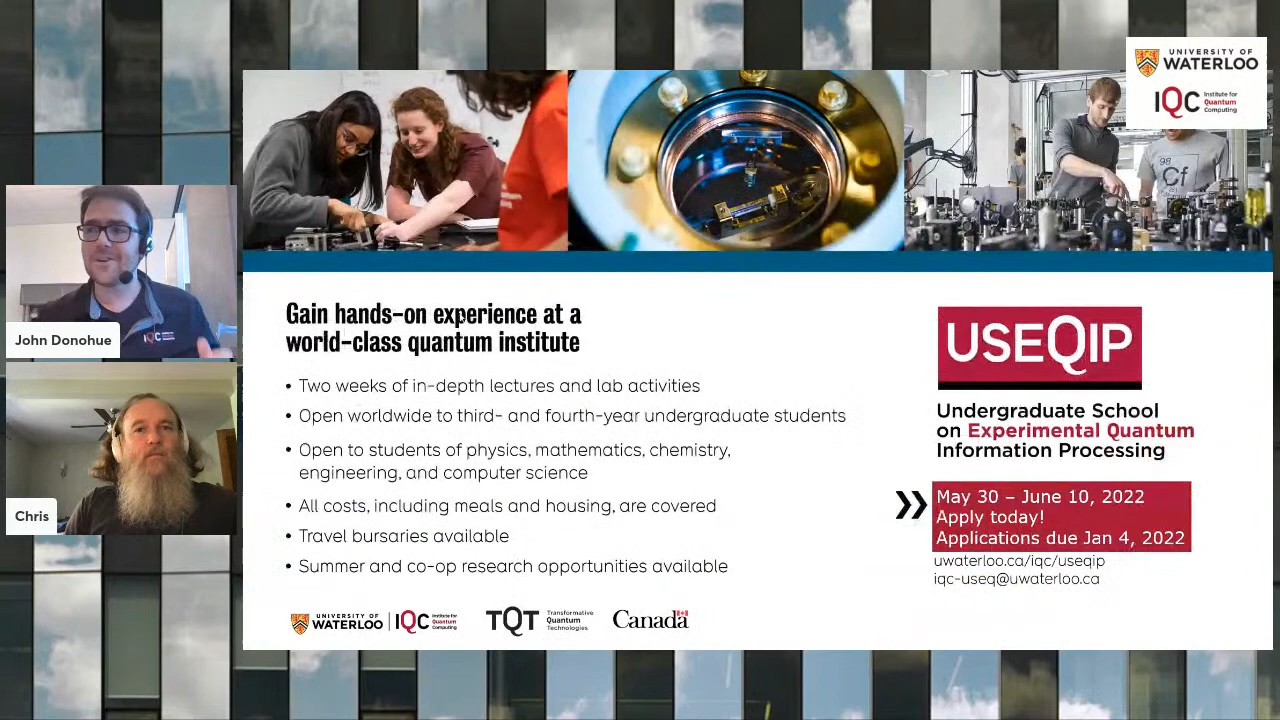 UNIVERSITY OF
WATERLOO
IQC
Institute for
Quantum
Computing
98
Cf
John Donohue
IQC
Chris
Gain hands-on experience at a
world-class quantum institute
• Two weeks of in-depth lectures and lab activities
• Open worldwide to third- and fourth-year undergraduate students
• Open to students of physics, mathematics, chemistry,
engineering, and computer science
• All costs, including meals and housing, are covered
• Travel bursaries available
• Summer and co-op research opportunities available
USEQIP
Undergraduate School
on Experimental Quantum
Information Processing
May 30 – June 10, 2022
Apply today!
Applications due Jan 4, 2022
uwaterloo.ca/iqc/useqip
iqc-useq@uwaterloo.ca
UNIVERSITY OF
WATERLOO
IQC
Institute for
Quantum
Computing
TQT
Transformative
Quantum
Technologies
Canada